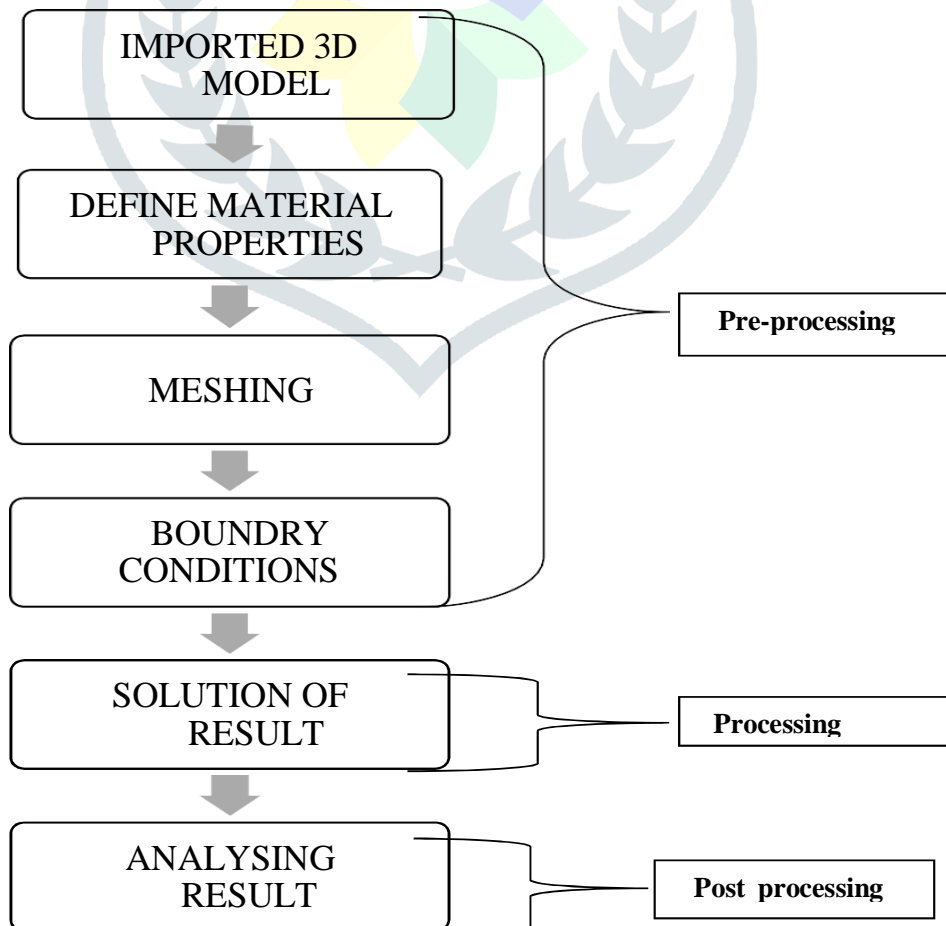 IMPORTED 3D
MODEL
DEFINE MATERIAL
PROPERTIES
Pre-processing
MESHING
BOUNDRY
CONDITIONS
SOLUTION OF
RESULT
Processing
ANALYSING
RESULT
Post processing